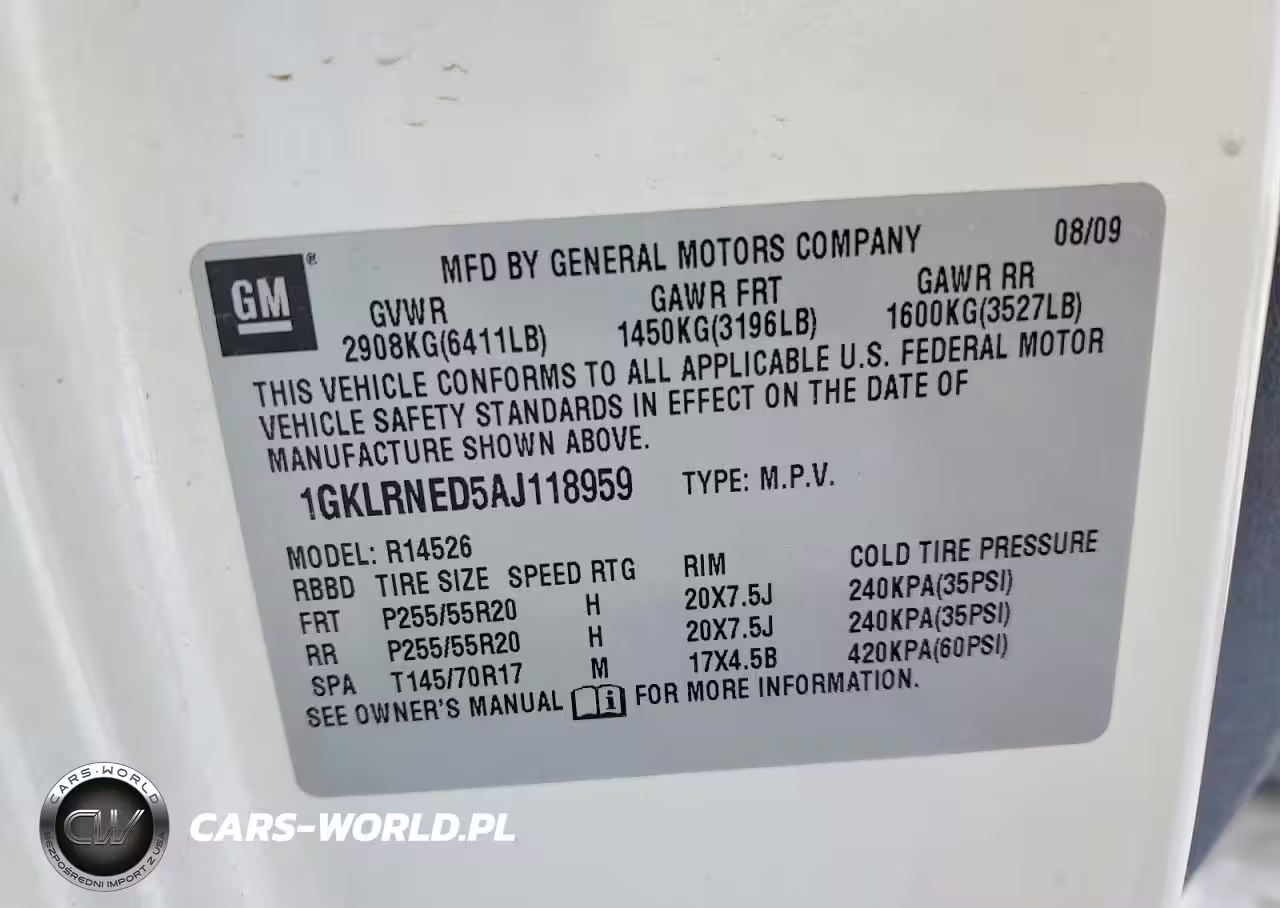 GM®
MFD BY GENERAL MOTORS COMPANY 08/09
GVWR GAWR FRT GAWR RR
2908KG(6411LB) 1450KG(3196LB) 1600KG(3527LB)
THIS VEHICLE CONFORMS TO ALL APPLICABLE U.S. FEDERAL MOTOR
VEHICLE SAFETY STANDARDS IN EFFECT ON THE DATE OF
MANUFACTURE SHOWN ABOVE.
1GKLRNED5AJ118959 TYPE: M.P.V.
MODEL: R14526
RBBD TIRE SIZE SPEED RTG RIM COLD TIRE PRESSURE
FRT P255/55R20 H 20X7.5J 240KPA(35PSI)
RR P255/55R20 H 20X7.5J 240KPA(35PSI)
SPA T145/70R17 M 17X4.5B 420KPA(60PSI)
SEE OWNER'S MANUAL i FOR MORE INFORMATION.
CARS-WORLD
CW
BEZPOŚREDNI IMPORT Z USA
CARS-WORLD.PL